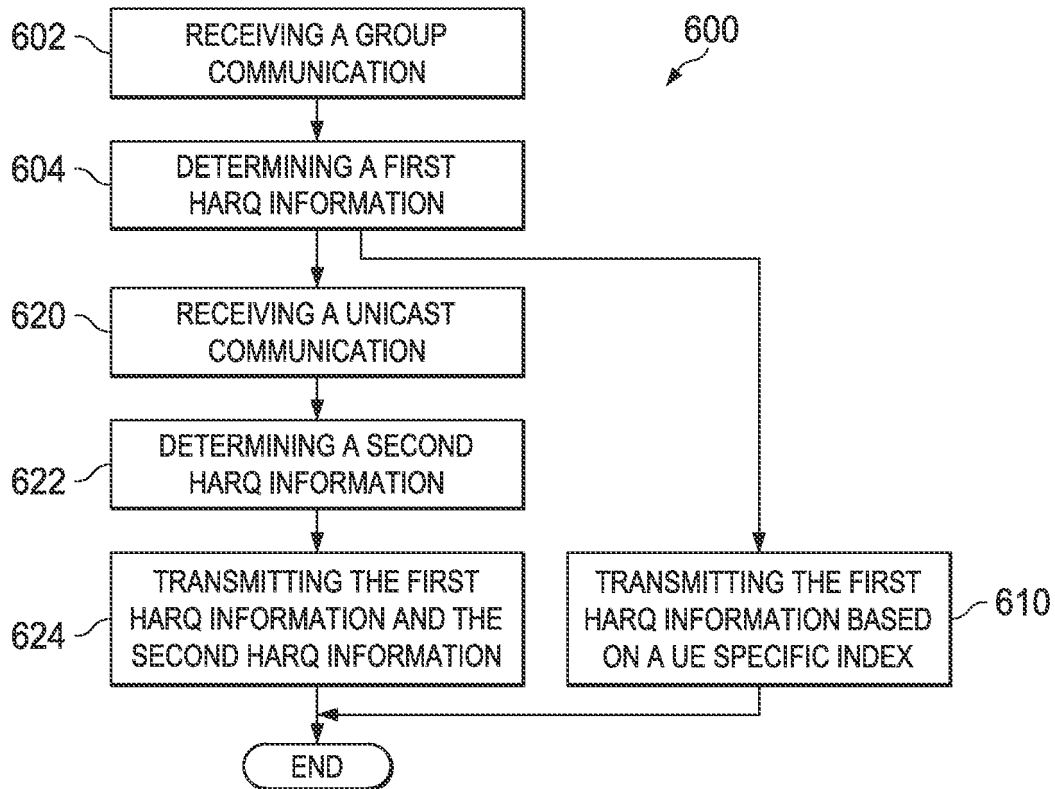 600
602
RECEIVING A GROUP
COMMUNICATION
604
DETERMINING A FIRST
HARQ INFORMATION
620
RECEIVING A UNICAST
COMMUNICATION
622
DETERMINING A SECOND
HARQ INFORMATION
624
TRANSMITTING THE FIRST
HARQ INFORMATION AND THE
SECOND HARQ INFORMATION
TRANSMITTING THE FIRST
HARQ INFORMATION BASED
ON A UE SPECIFIC INDEX
610
END